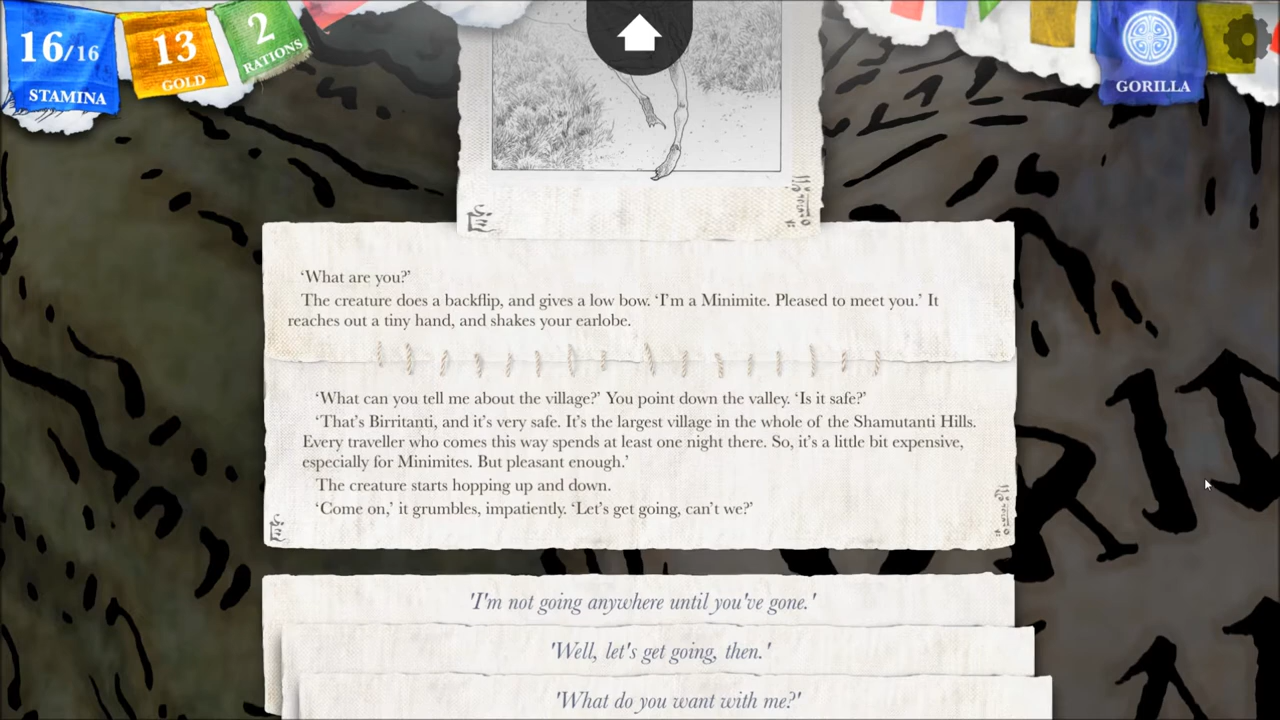 16/16
STAMINA
13
GOLD
2
RATIONS
GORILLA
‘What are you?’
The creature does a backflip, and gives a low bow. ‘I'm a Minimite. Pleased to meet you.’ It
reaches out a tiny hand, and shakes your earlobe.
‘What can you tell me about the village?’ You point down the valley. ‘Is it safe?’
‘That's Birritanti, and it's very safe. It's the largest village in the whole of the Shamutanti Hills.
Every traveller who comes this way spends at least one night there. So, it's a little bit expensive,
especially for Minimites. But pleasant enough.’
The creature starts hopping up and down.
‘Come on,’ it grumbles, impatiently. ‘Let's get going, can't we?’
'I'm not going anywhere until you've gone.'
'Well, let's get going, then.'
'What do you want with me?'